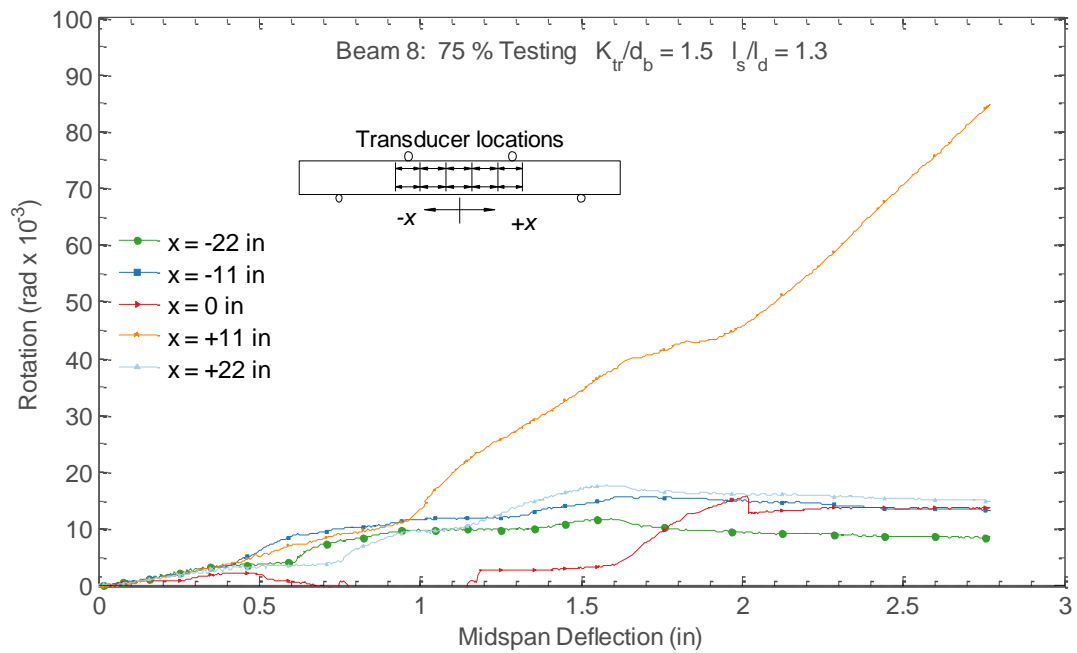 Beam 8: 75 % Testing K_tr/d_b = 1.5 l_s/l_d = 1.3
Transducer locations
-x +x
x = -22 in
x = -11 in
x = 0 in
x = +11 in
x = +22 in
Rotation (rad x 10^-3)
100
90
80
70
60
50
40
30
20
10
0
0 0.5 1 1.5 2 2.5 3
Midspan Deflection (in)